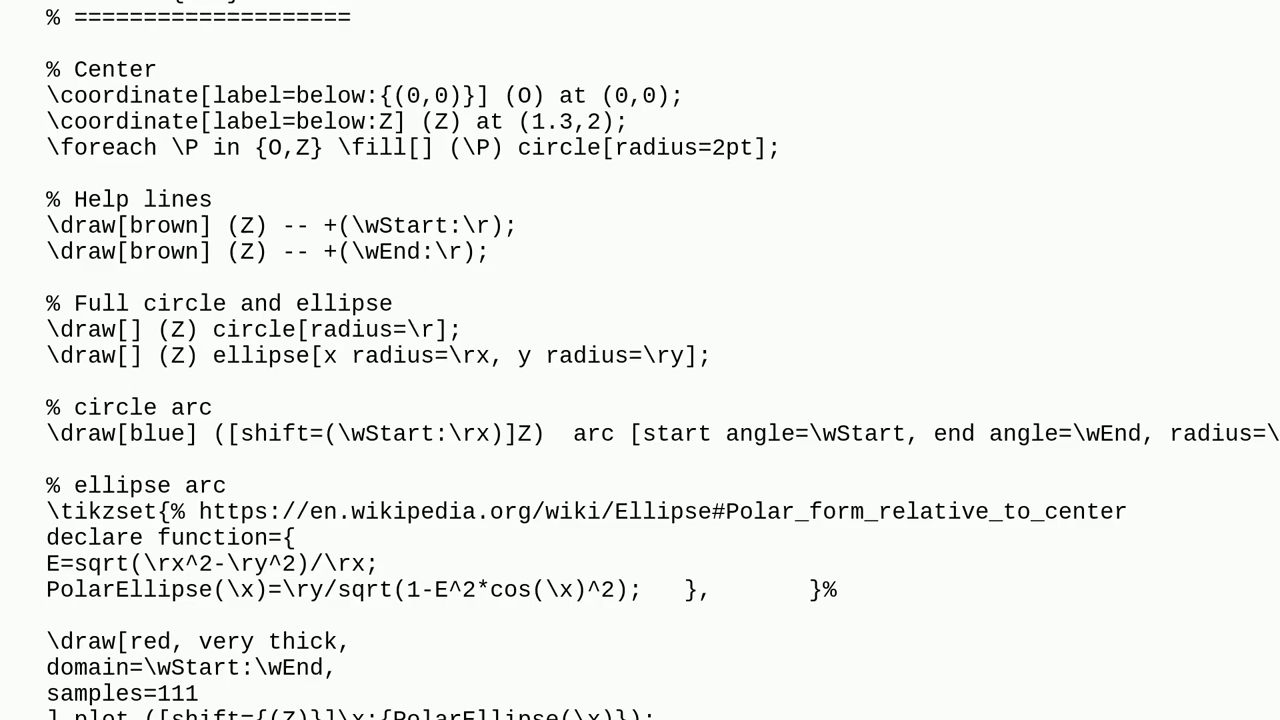 % ====================
% Center
\coordinate[label=below:{(0,0)}] (O) at (0,0);
\coordinate[label=below:Z] (Z) at (1.3,2);
\foreach \P in {O,Z} \fill[] (\P) circle[radius=2pt];
% Help lines
\draw[brown] (Z) -- +(\wStart:\r);
\draw[brown] (Z) -- +(\wEnd:\r);
% Full circle and ellipse
\draw[] (Z) circle[radius=\r];
\draw[] (Z) ellipse[x radius=\rx, y radius=\ry];
% circle arc
\draw[blue] ([shift=(\wStart:\rx)]Z)  arc [start angle=\wStart, end angle=\wEnd, radius=\
% ellipse arc
\tikzset{% https://en.wikipedia.org/wiki/Ellipse#Polar_form_relative_to_center
declare function={
E=sqrt(\rx^2-\ry^2)/\rx;
PolarEllipse(\x)=\ry/sqrt(1-E^2*cos(\x)^2);   },       }%
\draw[red, very thick,
domain=\wStart:\wEnd,
samples=111
] plot ([shift={(Z)}]\x:{PolarEllipse(\x)});